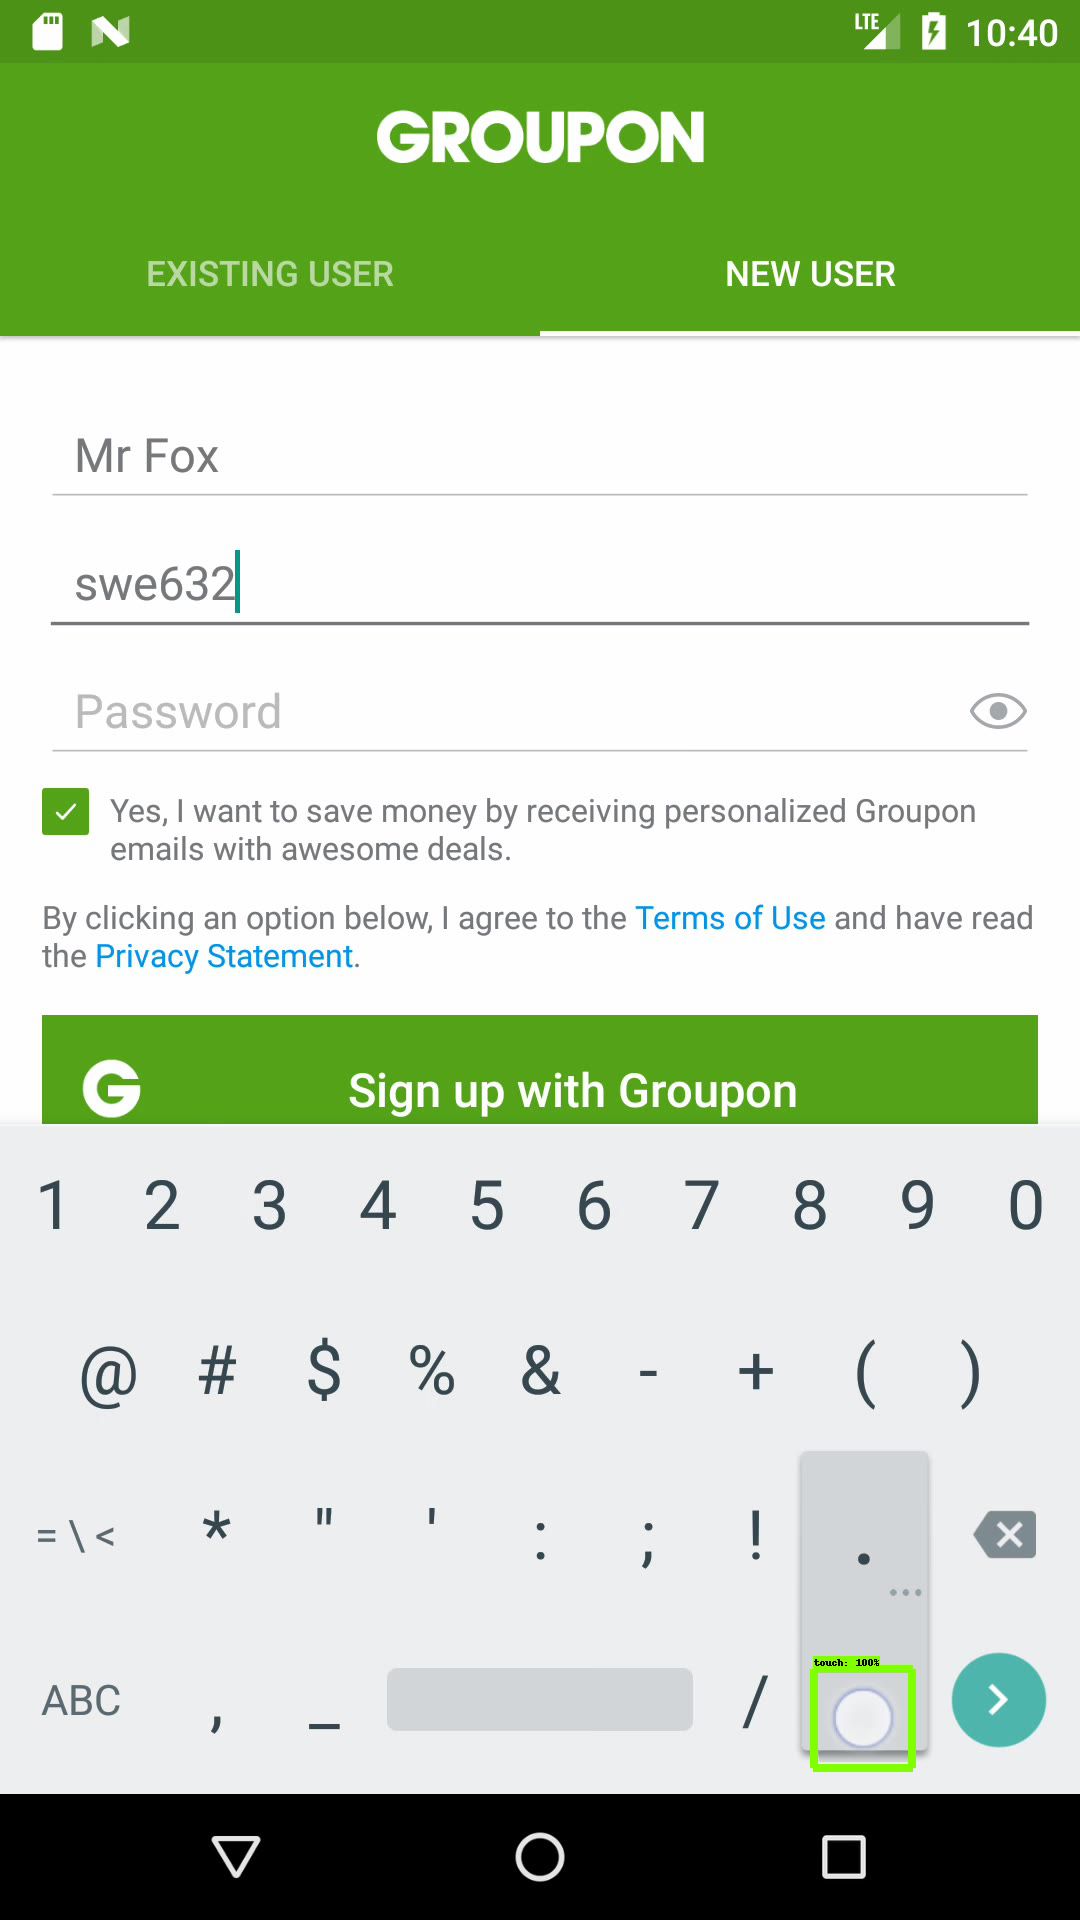 LTE 10:40
GROUPON
EXISTING USER NEW USER
Mr Fox
swe632
Password
Yes, I want to save money by receiving personalized Groupon
emails with awesome deals.
By clicking an option below, I agree to the Terms of Use and have read
the Privacy Statement.
G Sign up with Groupon
1 2 3 4 5 6 7 8 9 0
@ # $ % & - + ( )
= \ < * " ' : ; ! .
touch: 100%
ABC , _ /